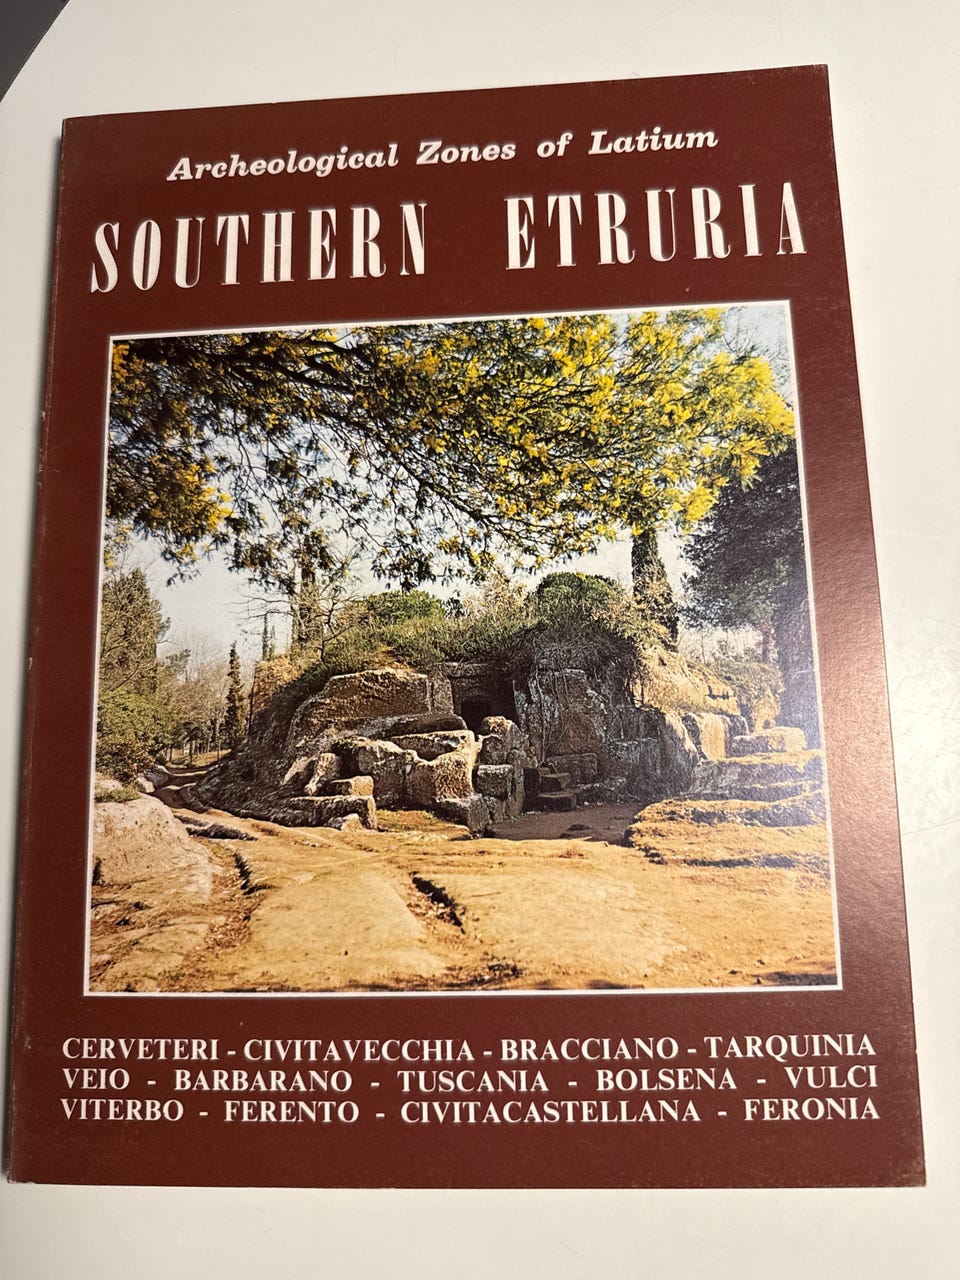 Archeological Zones of Latium
SOUTHERN ETRURIA
CERVETERI - CIVITAVECCHIA - BRACCIANO - TARQUINIA
VEIO - BARBARANO - TUSCANIA - BOLSENA - VULCI
VITERBO - FERENTO - CIVITACASTELLANA - FERONIA